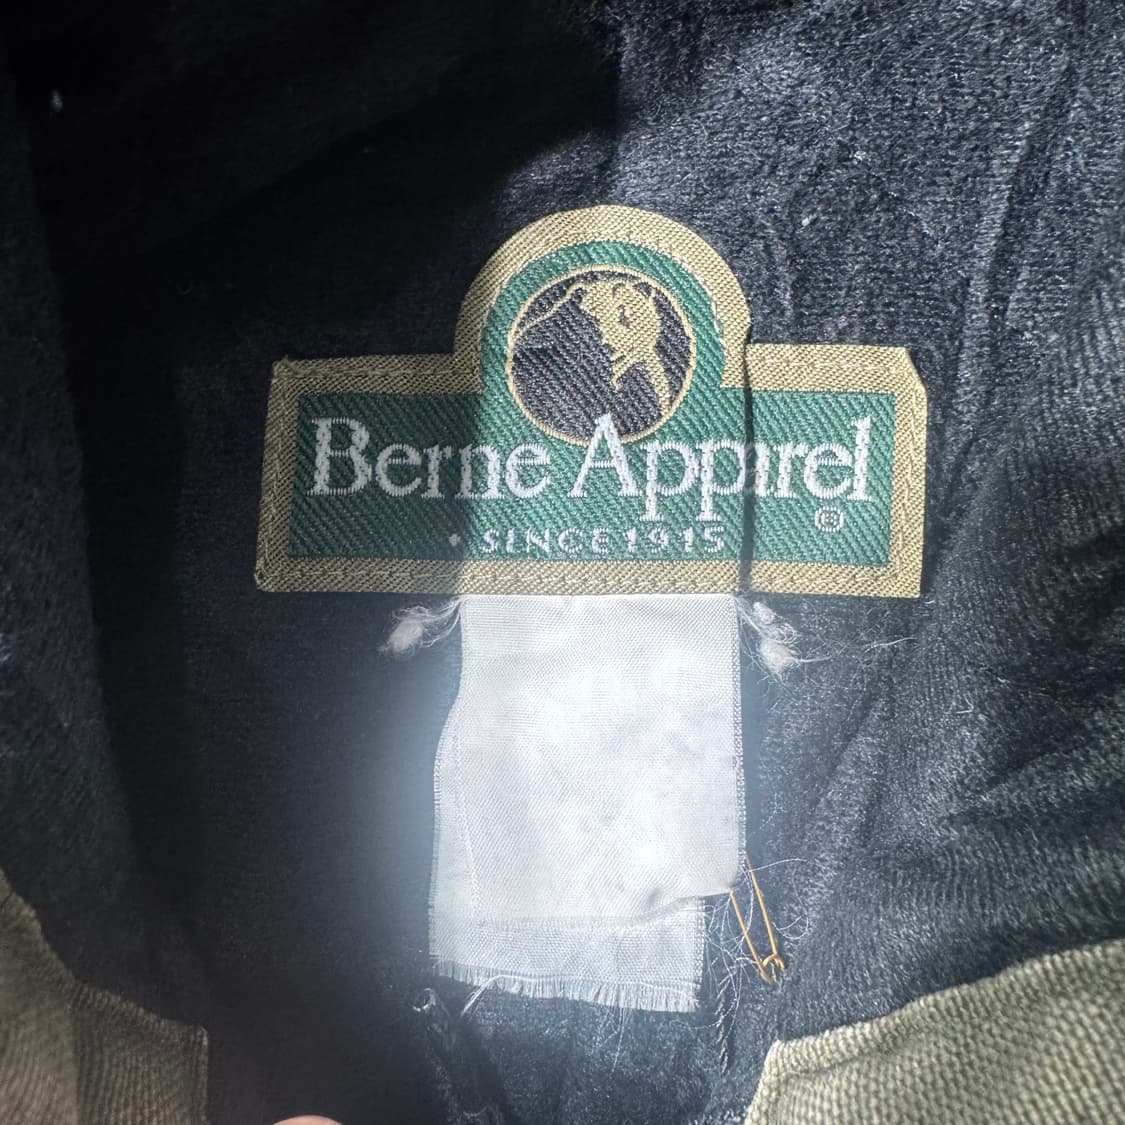 Berne Apparel
®
• SINCE 1915